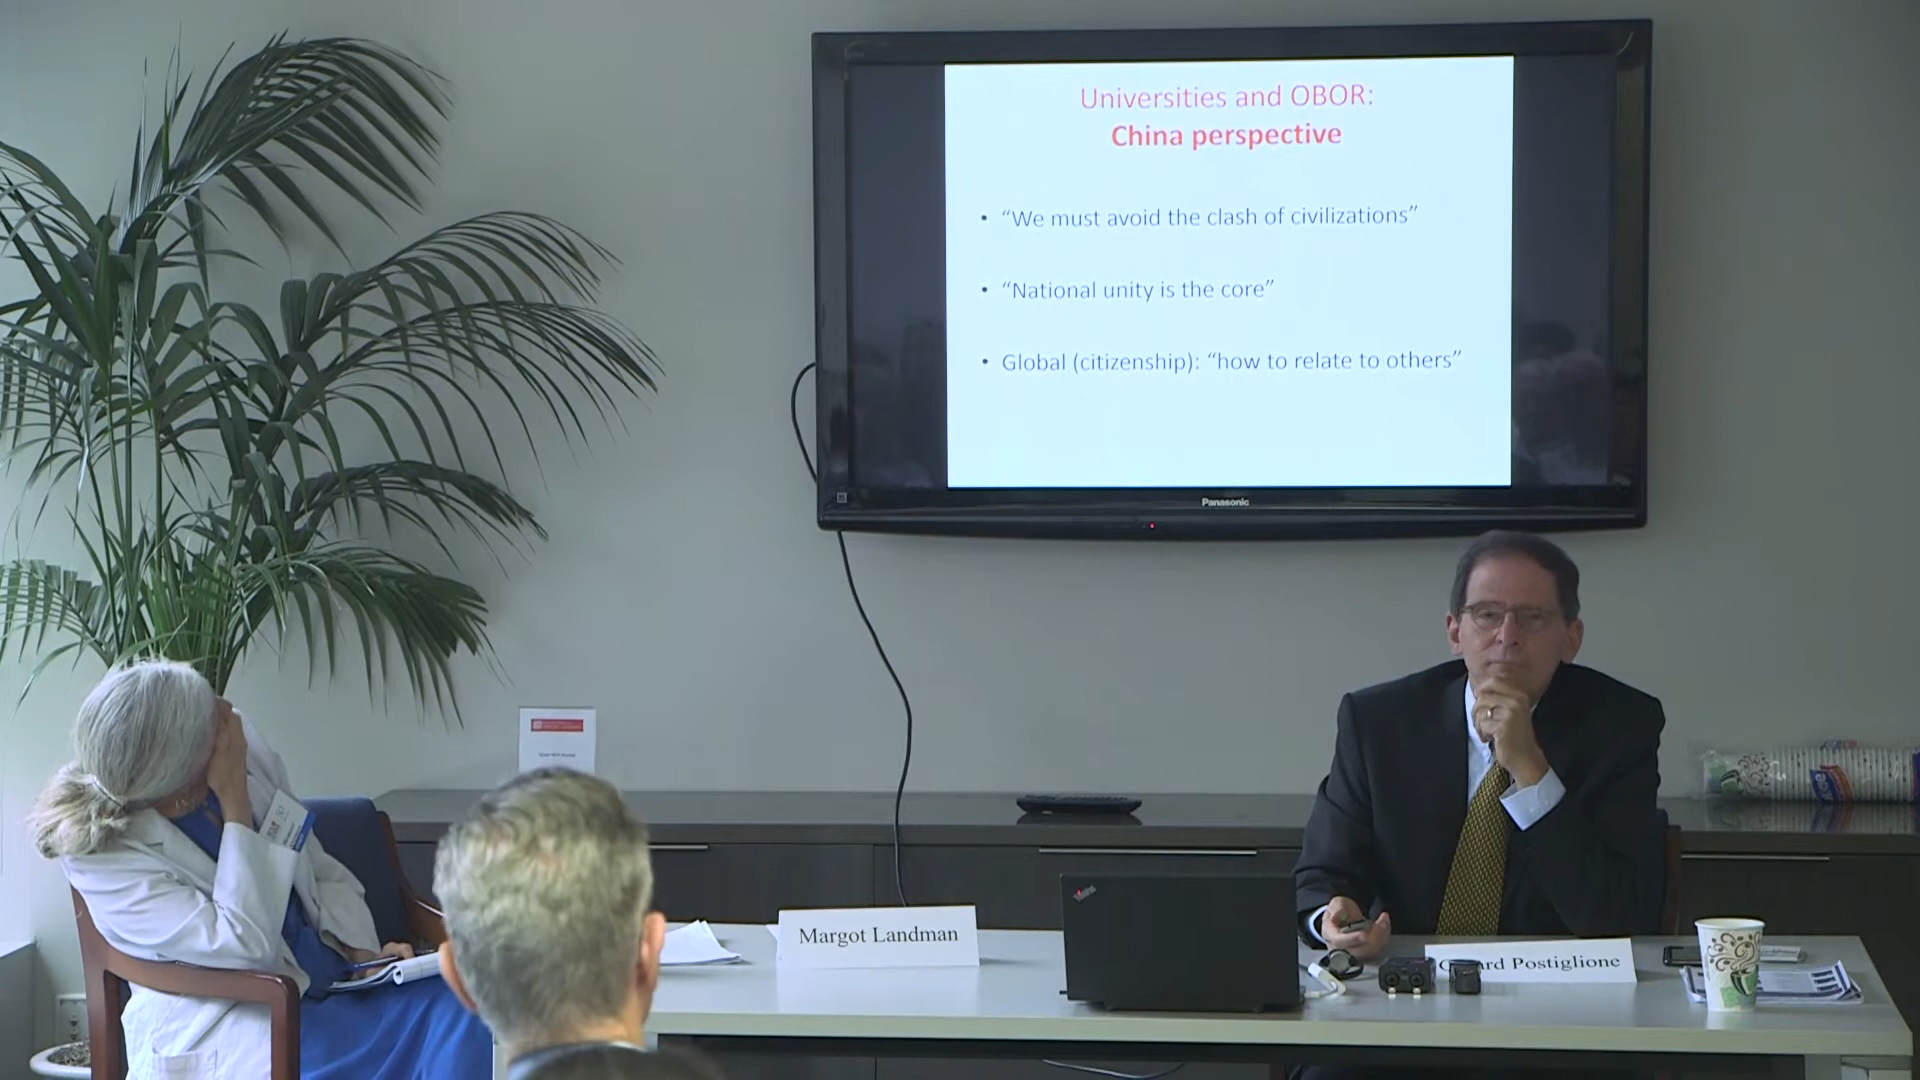 Universities and OBOR:
China perspective
• “We must avoid the clash of civilizations”
• “National unity is the core”
• Global (citizenship): “how to relate to others”
Panasonic
Margot Landman
Postiglione